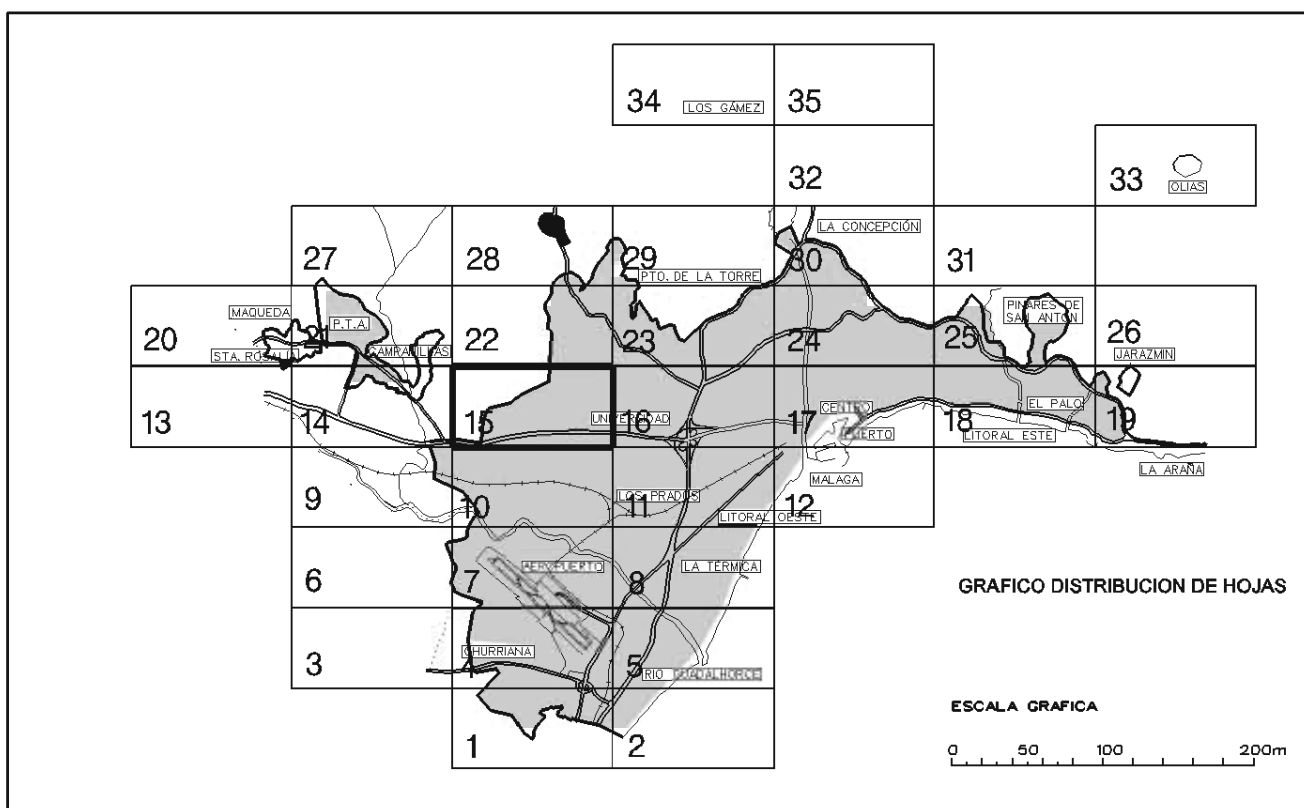 34 LOS GÁMEZ 35
32 33
OLIAS
LA CONCEPCIÓN
27 28 29 30 31
PTO. DE LA TORRE
MAQUEDA P.T.A. PINARES DE
SAN ANTON
20 21 22 23 24 25 26
STA. ROSALIA CAMPANILLAS JARAZMIN
13 14 15 UNIVERSIDAD 16 17 CENTRO 18 EL PALO 19
PUERTO LITORAL ESTE
MALAGA LA ARAÑA
9 10 LOS PRADOS 11 12
LITORAL OESTE
6 7 AEROPUERTO 8 LA TÉRMICA
GRAFICO DISTRIBUCION DE HOJAS
CHURRIANA
3 5 RIO GUADALHORCE
1 2
ESCALA GRAFICA
0 50 100 200m